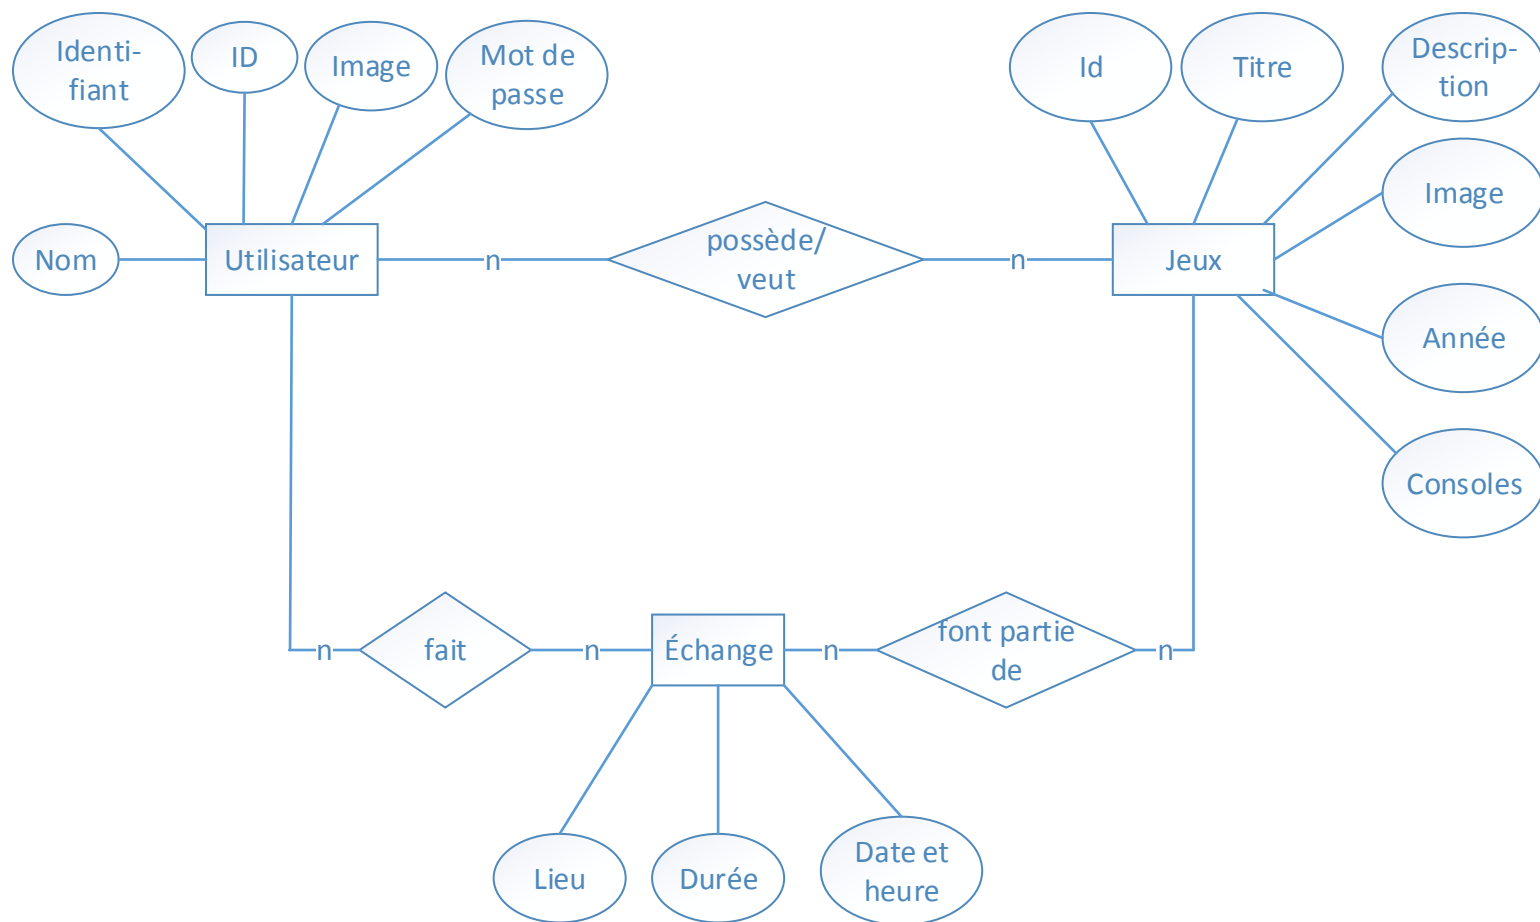 Identi-
fiant
ID
Image
Mot de
passe
Id
Titre
Descrip-
tion
Image
Nom
Utilisateur
n
possède/
veut
n
Jeux
Année
Consoles
n
fait
n
Échange
n
font partie
de
n
Lieu
Durée
Date et
heure